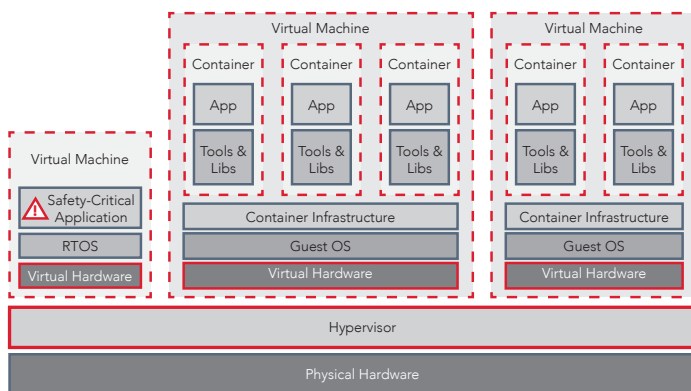 Virtual Machine
Virtual Machine
Container
Container
Container
Container
Container
App
App
App
App
App
Tools &
Libs
Tools &
Libs
Tools &
Libs
Tools &
Libs
Tools &
Libs
Virtual Machine
Safety-Critical
Application
Container Infrastructure
Container Infrastructure
RTOS
Guest OS
Guest OS
Virtual Hardware
Virtual Hardware
Virtual Hardware
Hypervisor
Physical Hardware